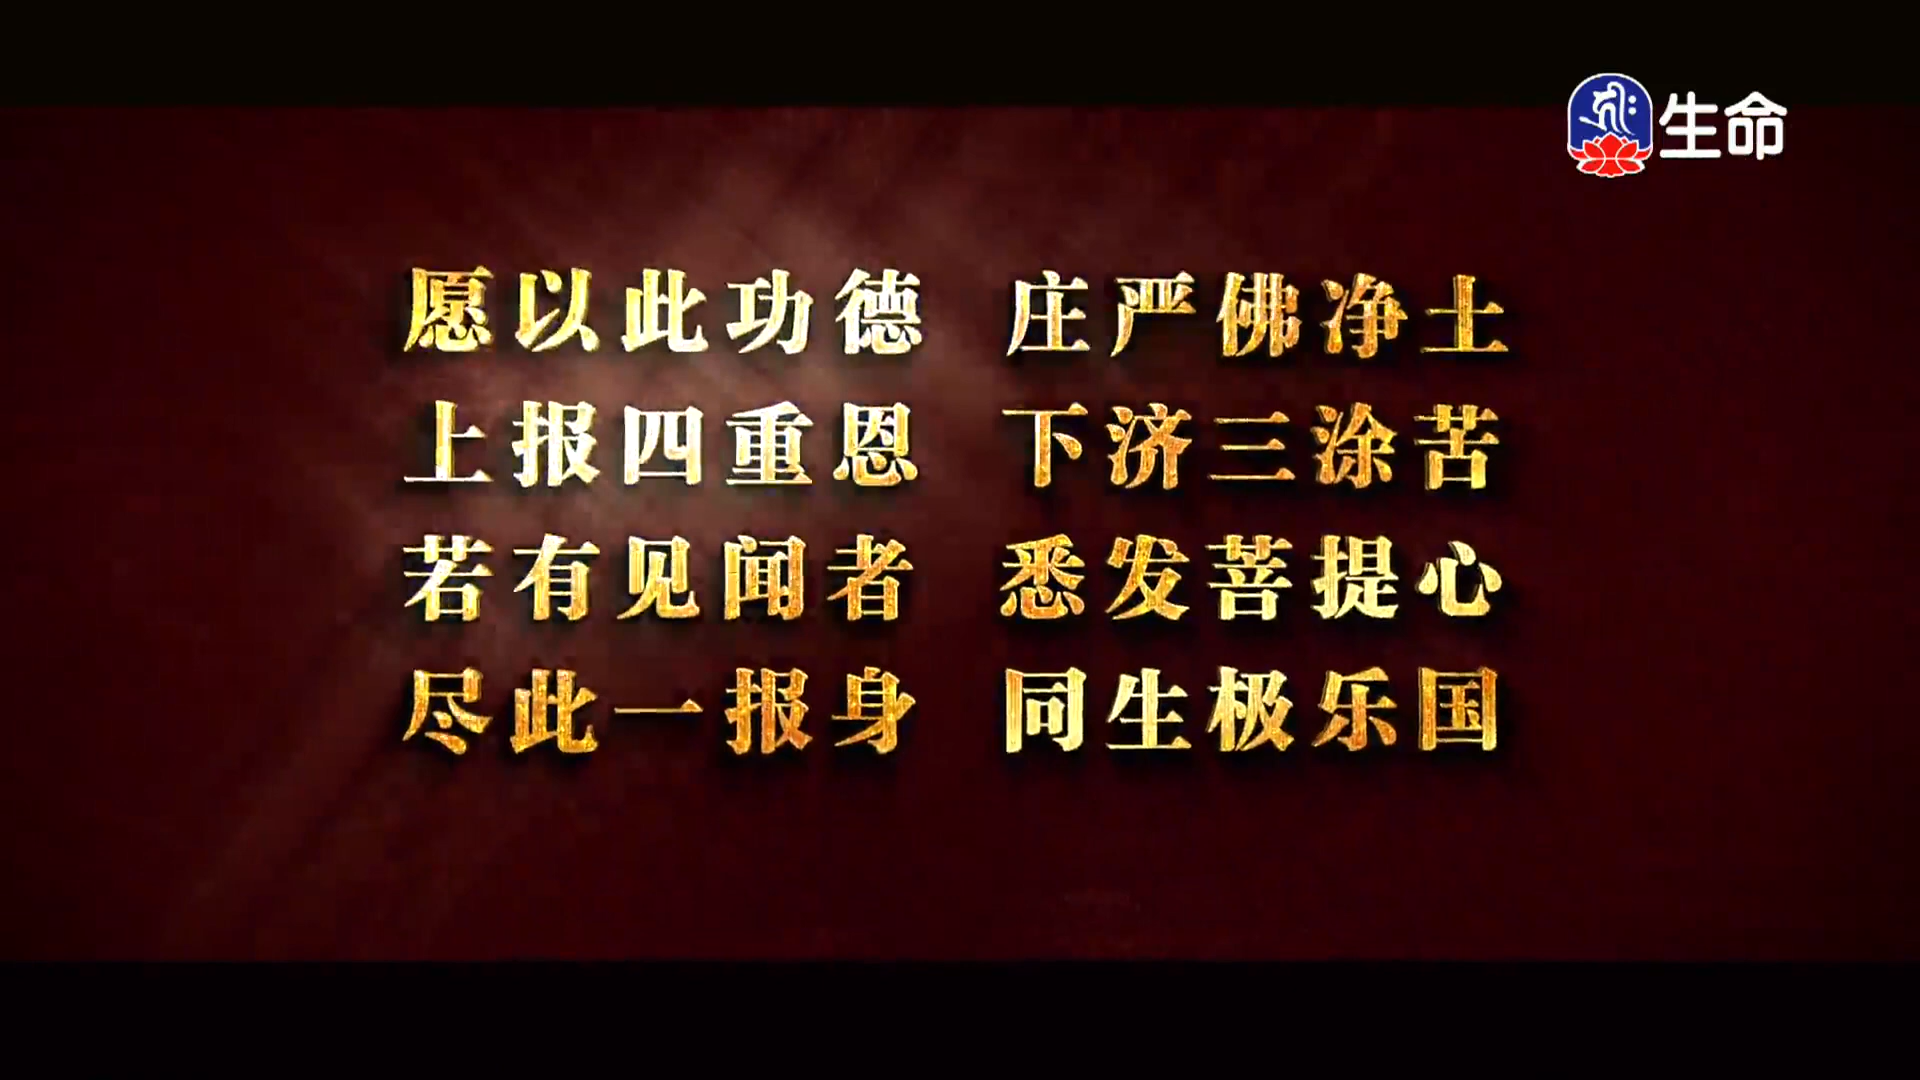 生命
愿以此功德 庄严佛净土
上报四重恩 下济三涂苦
若有见闻者 悉发菩提心
尽此一报身 同生极乐国